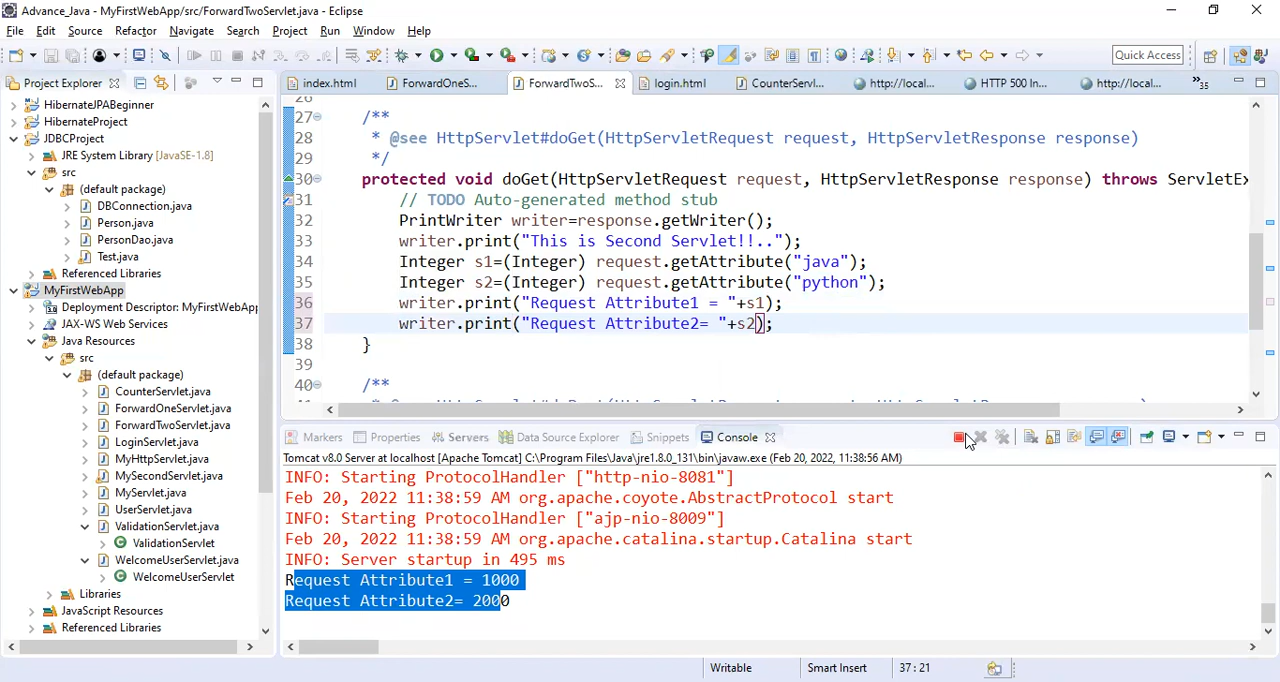 Advance_Java - MyFirstWebApp/src/ForwardTwoServlet.java - Eclipse
File Edit Source Refactor Navigate Search Project Run Window Help
Quick Access
Project Explorer
index.html ForwardOneS... ForwardTwoS... login.html CounterServl... http://local... HTTP 500 In... http://local... »35
HibernateJPABeginner
HibernateProject
JDBCProject
JRE System Library [JavaSE-1.8]
src
(default package)
DBConnection.java
Person.java
PersonDao.java
Test.java
Referenced Libraries
MyFirstWebApp
Deployment Descriptor: MyFirstWebApp
JAX-WS Web Services
Java Resources
src
(default package)
CounterServlet.java
ForwardOneServlet.java
ForwardTwoServlet.java
LoginServlet.java
MyHttpServlet.java
MySecondServlet.java
MyServlet.java
UserServlet.java
ValidationServlet.java
ValidationServlet
WelcomeUserServlet.java
WelcomeUserServlet
Libraries
JavaScript Resources
Referenced Libraries
26
27 /**
28 * @see HttpServlet#doGet(HttpServletRequest request, HttpServletResponse response)
29 */
30 protected void doGet(HttpServletRequest request, HttpServletResponse response) throws ServletEx
31 // TODO Auto-generated method stub
32 PrintWriter writer=response.getWriter();
33 writer.print("This is Second Servlet!!..");
34 Integer s1=(Integer) request.getAttribute("java");
35 Integer s2=(Integer) request.getAttribute("python");
36 writer.print("Request Attribute1 = "+s1);
37 writer.print("Request Attribute2= "+s2);
38 }
39
40 /**
Markers Properties Servers Data Source Explorer Snippets Console
Tomcat v8.0 Server at localhost [Apache Tomcat] C:\Program Files\Java\jre1.8.0_131\bin\javaw.exe (Feb 20, 2022, 11:38:56 AM)
INFO: Starting ProtocolHandler ["http-nio-8081"]
Feb 20, 2022 11:38:59 AM org.apache.coyote.AbstractProtocol start
INFO: Starting ProtocolHandler ["ajp-nio-8009"]
Feb 20, 2022 11:38:59 AM org.apache.catalina.startup.Catalina start
INFO: Server startup in 495 ms
Request Attribute1 = 1000
Request Attribute2= 2000
Writable Smart Insert 37:21